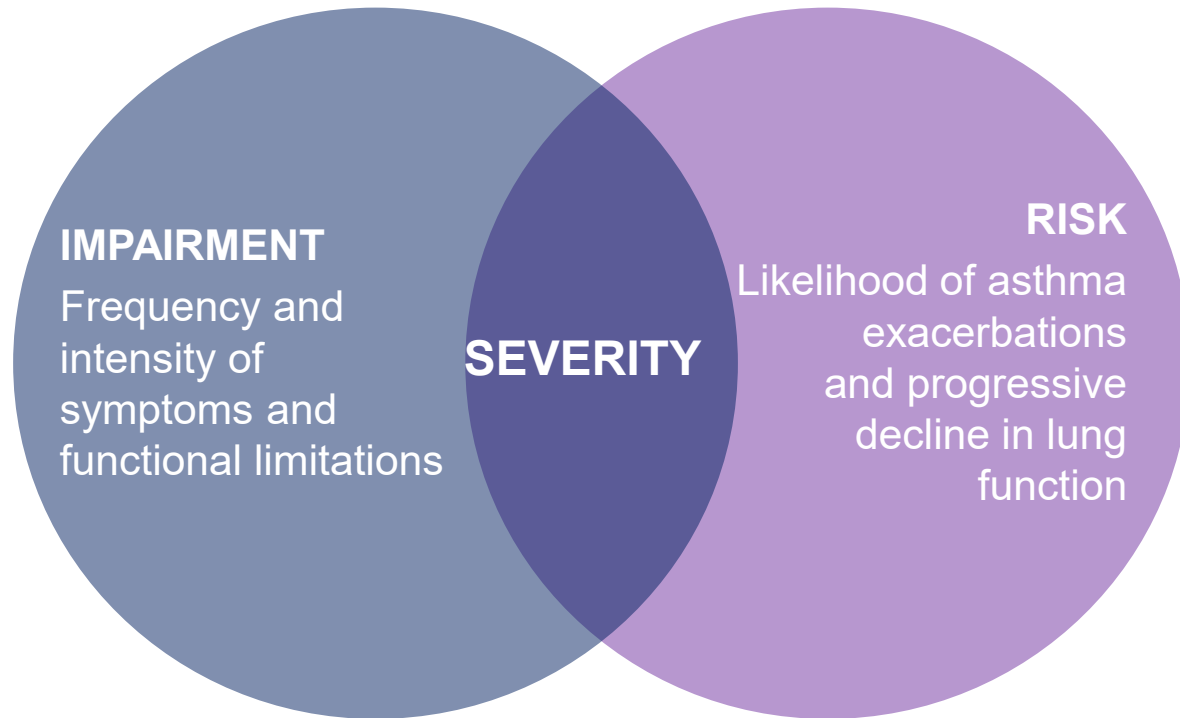 IMPAIRMENT
Frequency and
intensity of
symptoms and
functional limitations
SEVERITY
RISK
Likelihood of asthma
exacerbations
and progressive
decline in lung
function